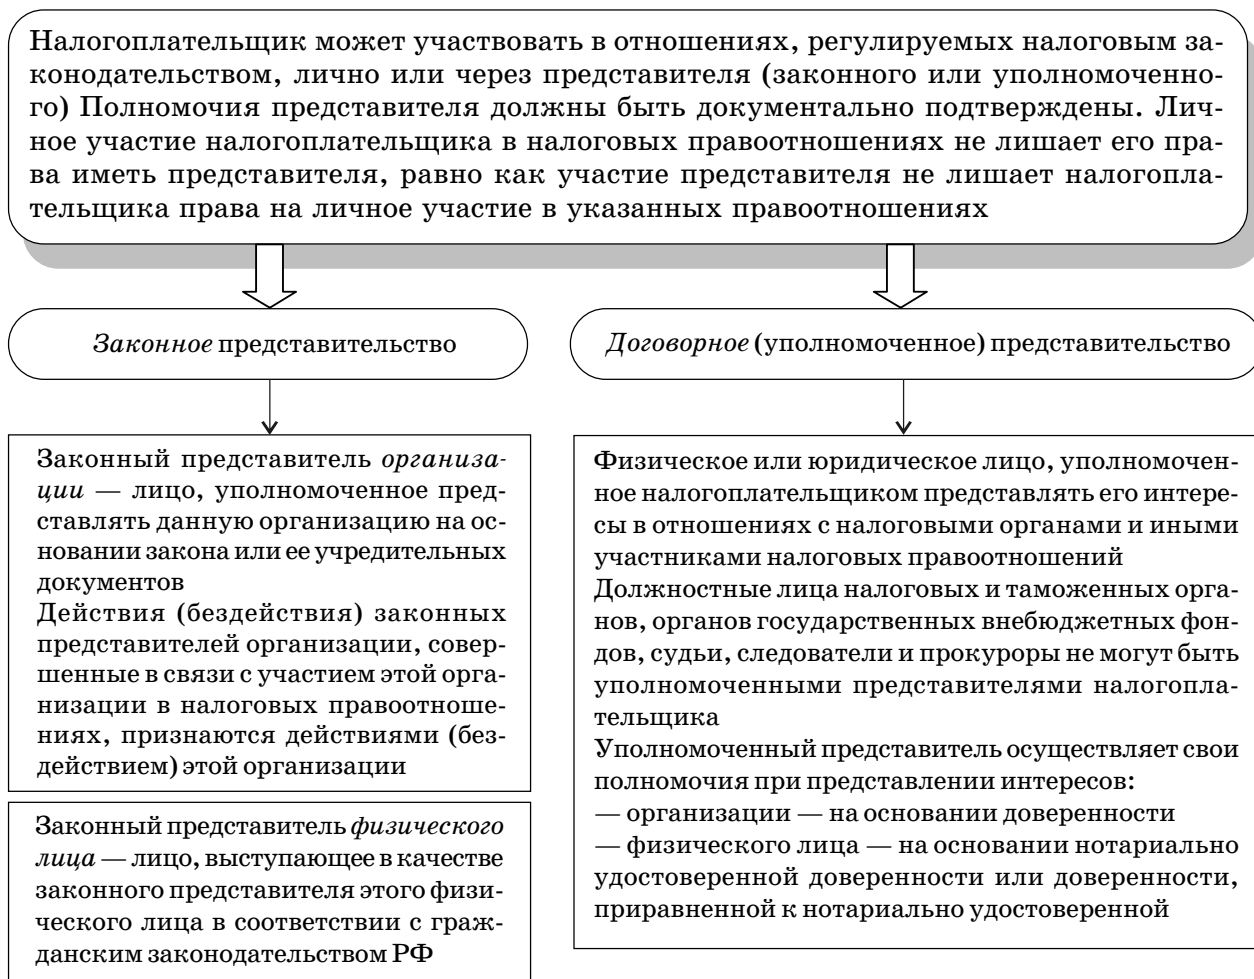 Налогоплательщик может участвовать в отношениях, регулируемых налоговым за-
конодательством, лично или через представителя (законного или уполномоченно-
го) Полномочия представителя должны быть документально подтверждены. Лич-
ное участие налогоплательщика в налоговых правоотношениях не лишает его пра-
ва иметь представителя, равно как участие представителя не лишает налогопла-
тельщика права на личное участие в указанных правоотношениях
Законное представительство
Договорное (уполномоченное) представительство
Законный представитель организа-
ции — лицо, уполномоченное пред-
ставлять данную организацию на ос-
новании закона или ее учредительных
документов
Действия (бездействия) законных
представителей организации, совер-
шенные в связи с участием этой орга-
низации в налоговых правоотноше-
ниях, признаются действиями (без-
действием) этой организации
Законный представитель физического
лица — лицо, выступающее в качестве
законного представителя этого физи-
ческого лица в соответствии с граж-
данским законодательством РФ
Физическое или юридическое лицо, уполномочен-
ное налогоплательщиком представлять его интере-
сы в отношениях с налоговыми органами и иными
участниками налоговых правоотношений
Должностные лица налоговых и таможенных орга-
нов, органов государственных внебюджетных фон-
дов, судьи, следователи и прокуроры не могут быть
уполномоченными представителями налогопла-
тельщика
Уполномоченный представитель осуществляет свои
полномочия при представлении интересов:
— организации — на основании доверенности
— физического лица — на основании нотариально
удостоверенной доверенности или доверенности,
приравненной к нотариально удостоверенной